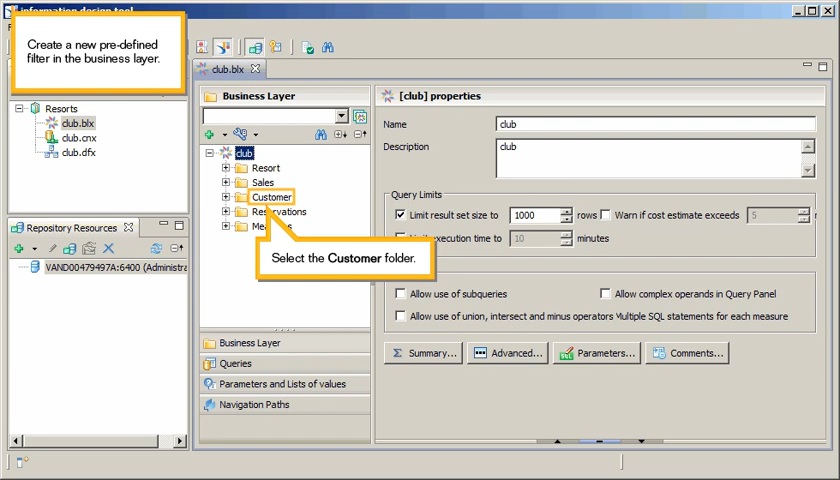 information design tool
Create a new pre-defined
filter in the business layer.
Resorts
club.blx
club.cnx
club.dfx
Repository Resources
VAND00479497A:6400 (Administra
club.blx
Business Layer
club
Resort
Sales
Customer
Reservations
Select the Customer folder.
Business Layer
Queries
Parameters and Lists of values
Navigation Paths
[club] properties
Name
club
Description
club
Query Limits
Limit result set size to
1000
rows
Warn if cost estimate exceeds
5
execution time to
10
minutes
Allow use of subqueries
Allow complex operands in Query Panel
Allow use of union, intersect and minus operators
Multiple SQL statements for each measure
Summary...
Advanced...
Parameters...
Comments...